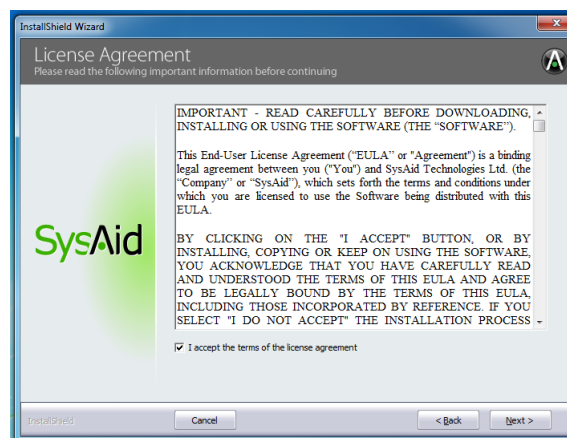 InstallShield Wizard
License Agreement
Please read the following important information before continuing
IMPORTANT - READ CAREFULLY BEFORE DOWNLOADING,
INSTALLING OR USING THE SOFTWARE (THE “SOFTWARE”).
This End-User License Agreement (“EULA” or "Agreement") is a binding
legal agreement between you ("You") and SysAid Technologies Ltd. (the
“Company” or “SysAid”), which sets forth the terms and conditions under
which you are licensed to use the Software being distributed with this
EULA.
SysAid
BY CLICKING ON THE "I ACCEPT" BUTTON, OR BY
INSTALLING, COPYING OR KEEP ON USING THE SOFTWARE,
YOU ACKNOWLEDGE THAT YOU HAVE CAREFULLY READ
AND UNDERSTOOD THE TERMS OF THIS EULA AND AGREE
TO BE LEGALLY BOUND BY THE TERMS OF THIS EULA,
INCLUDING THOSE INCORPORATED BY REFERENCE. IF YOU
SELECT "I DO NOT ACCEPT" THE INSTALLATION PROCESS
I accept the terms of the license agreement
InstallShield
Cancel
< Back
Next >